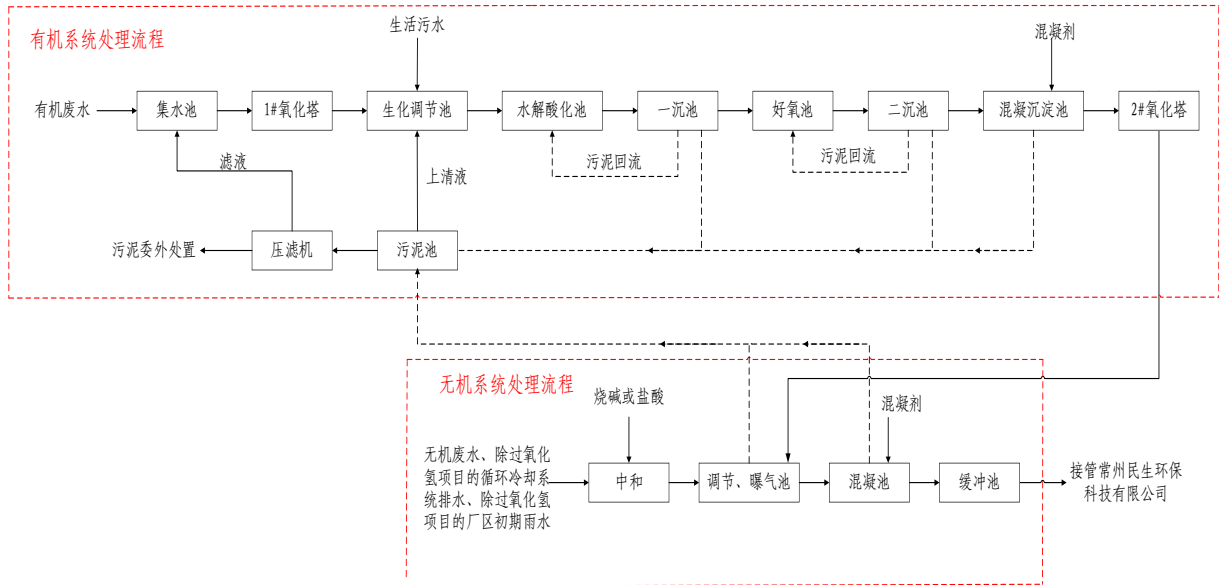 有机系统处理流程
生活污水
混凝剂
有机废水
集水池
1#氧化塔
生化调节池
水解酸化池
一沉池
好氧池
二沉池
混凝沉淀池
2#氧化塔
滤液
上清液
污泥回流
污泥回流
污泥委外处置
压滤机
污泥池
无机系统处理流程
烧碱或盐酸
混凝剂
无机废水、除过氧化
氢项目的循环冷却系
统排水、除过氧化氢
项目的厂区初期雨水
中和
调节、曝气池
混凝池
缓冲池
接管常州民生环保
科技有限公司